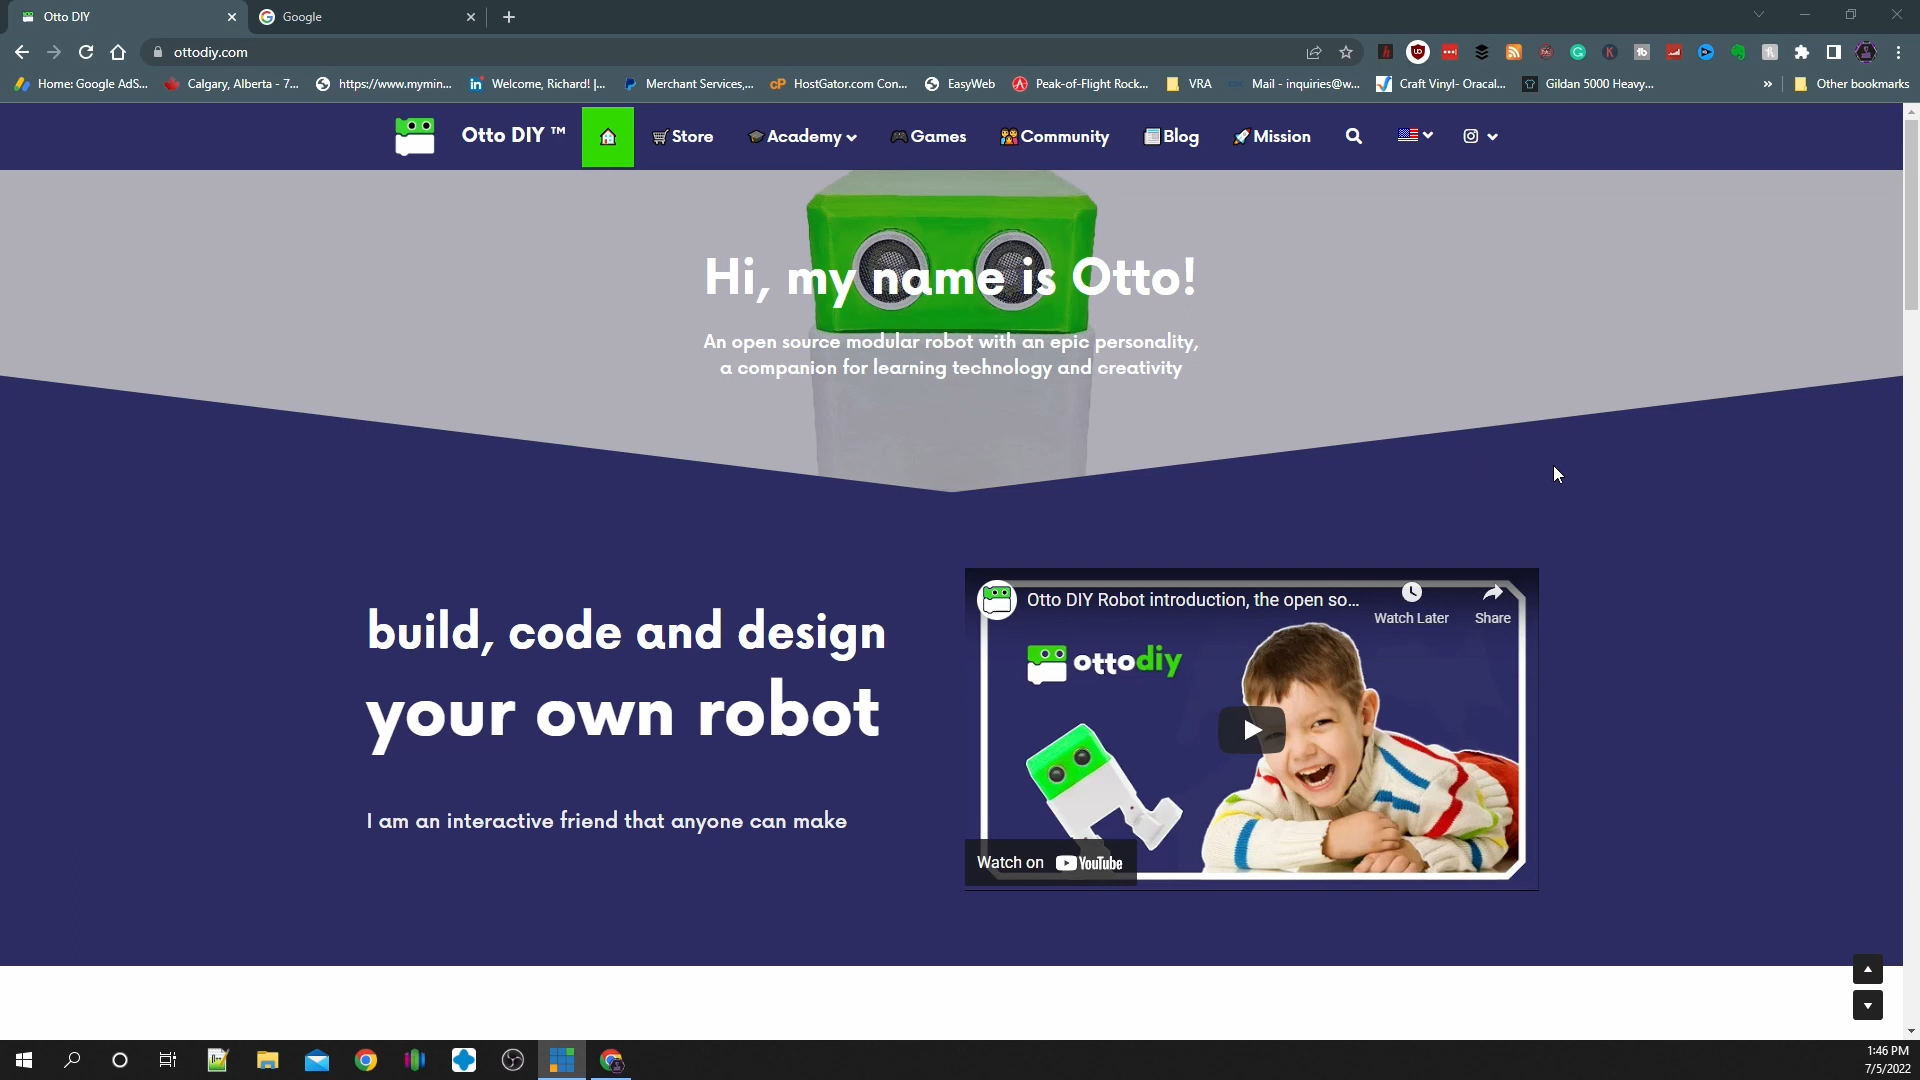 Otto DIY
Google
ottodiy.com
Home: Google AdS...
Calgary, Alberta - 7...
https://www.mymin...
Welcome, Richard! |...
Merchant Services,...
HostGator.com Con...
EasyWeb
Peak-of-Flight Rock...
VRA
Mail - inquiries@w...
Craft Vinyl- Oracal...
Gildan 5000 Heavy...
»
Other bookmarks
Otto DIY ™
Store
Academy
Games
Community
Blog
Mission
Hi, my name is Otto!
An open source modular robot with an epic personality,
a companion for learning technology and creativity
build, code and design
your own robot
I am an interactive friend that anyone can make
Otto DIY Robot introduction, the open so...
Watch Later
Share
ottodiy
Watch on YouTube
1:46 PM
7/5/2022